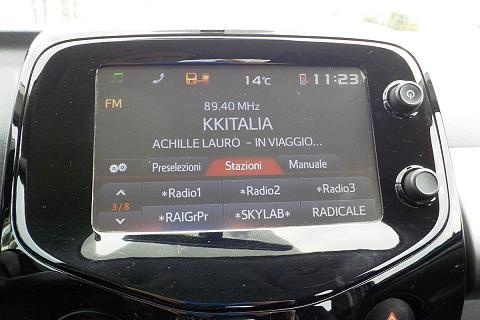 14°C 11:23
FM
89.40 MHz
KKITALIA
ACHILLE LAURO - IN VIAGGIO...
Preselezioni Stazioni Manuale
*Radio1 *Radio2 *Radio3
3/8
*RAIGrPr *SKYLAB* RADICALE